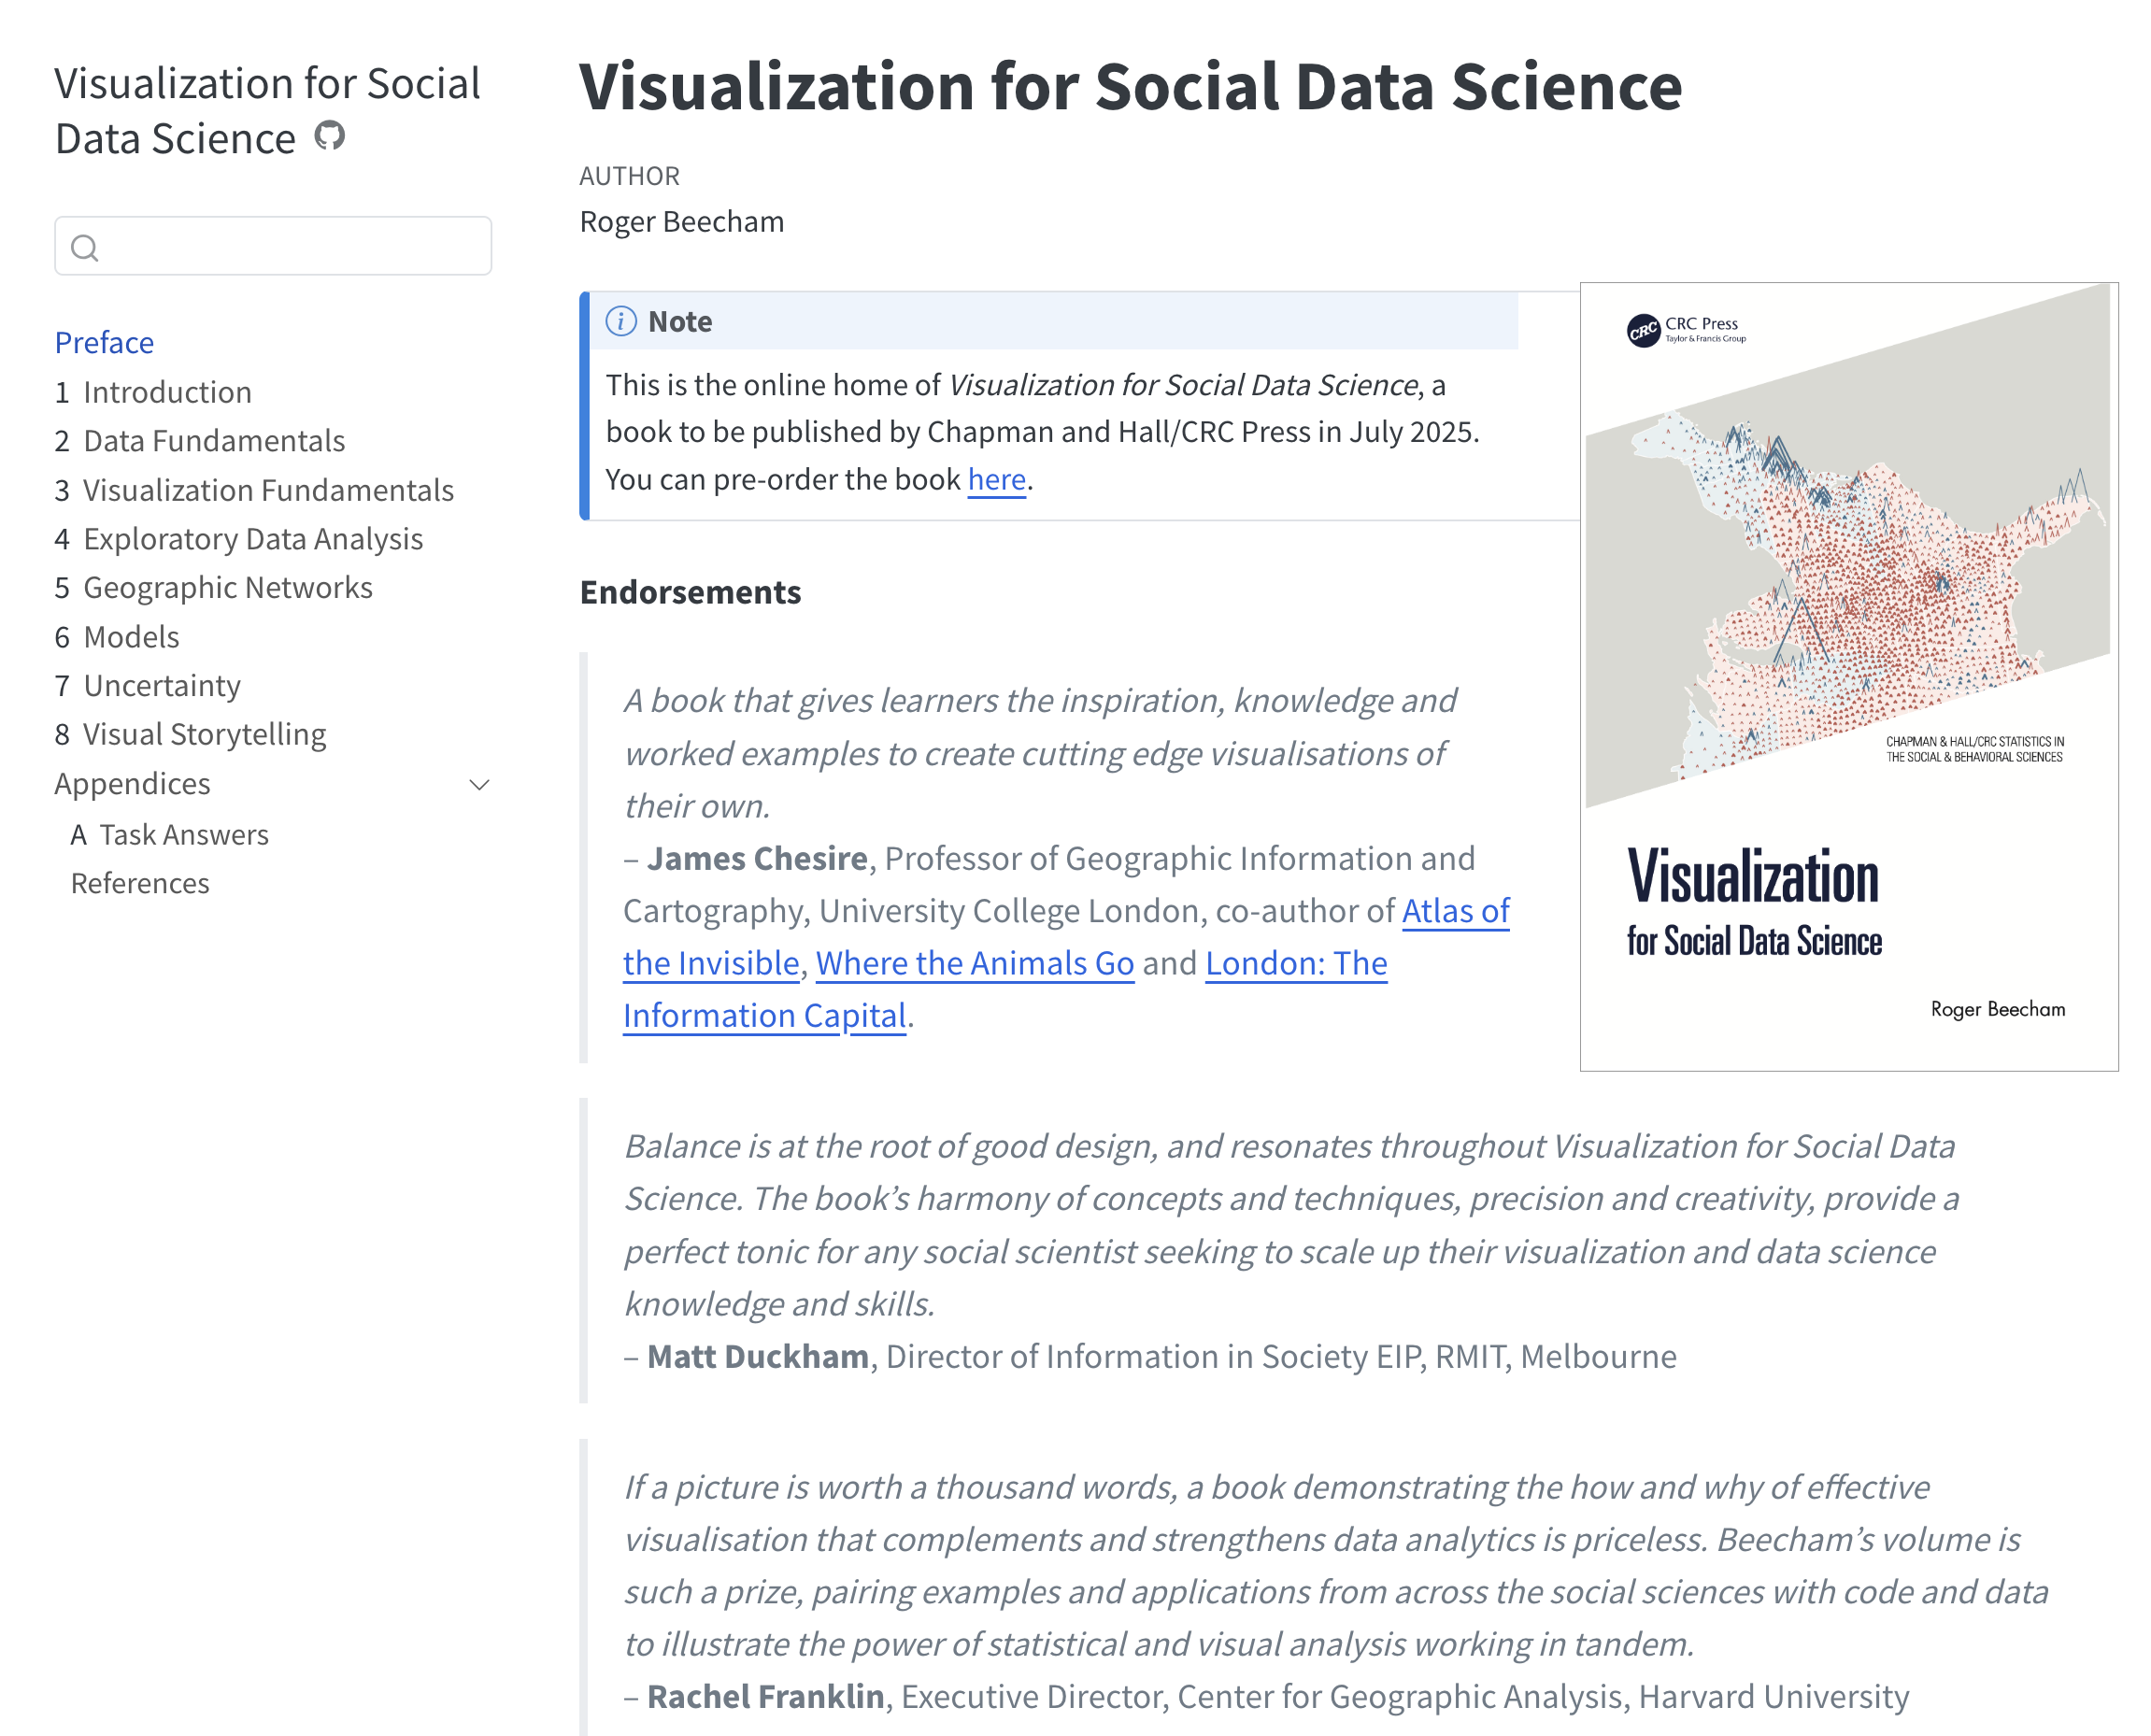 Visualization for Social
Data Science
Preface
1 Introduction
2 Data Fundamentals
3 Visualization Fundamentals
4 Exploratory Data Analysis
5 Geographic Networks
6 Models
7 Uncertainty
8 Visual Storytelling
Appendices
A Task Answers
References
Visualization for Social Data Science
AUTHOR
Roger Beecham
Note
This is the online home of Visualization for Social Data Science, a
book to be published by Chapman and Hall/CRC Press in July 2025.
You can pre-order the book here.
Endorsements
A book that gives learners the inspiration, knowledge and
worked examples to create cutting edge visualisations of
their own.
– James Chesire, Professor of Geographic Information and
Cartography, University College London, co-author of Atlas of
the Invisible, Where the Animals Go and London: The
Information Capital.
CRC
CRC Press
Taylor & Francis Group
CHAPMAN & HALL/CRC STATISTICS IN
THE SOCIAL & BEHAVIORAL SCIENCES
Visualization
for Social Data Science
Roger Beecham
Balance is at the root of good design, and resonates throughout Visualization for Social Data
Science. The book’s harmony of concepts and techniques, precision and creativity, provide a
perfect tonic for any social scientist seeking to scale up their visualization and data science
knowledge and skills.
– Matt Duckham, Director of Information in Society EIP, RMIT, Melbourne
If a picture is worth a thousand words, a book demonstrating the how and why of effective
visualisation that complements and strengthens data analytics is priceless. Beecham’s volume is
such a prize, pairing examples and applications from across the social sciences with code and data
to illustrate the power of statistical and visual analysis working in tandem.
– Rachel Franklin, Executive Director, Center for Geographic Analysis, Harvard University